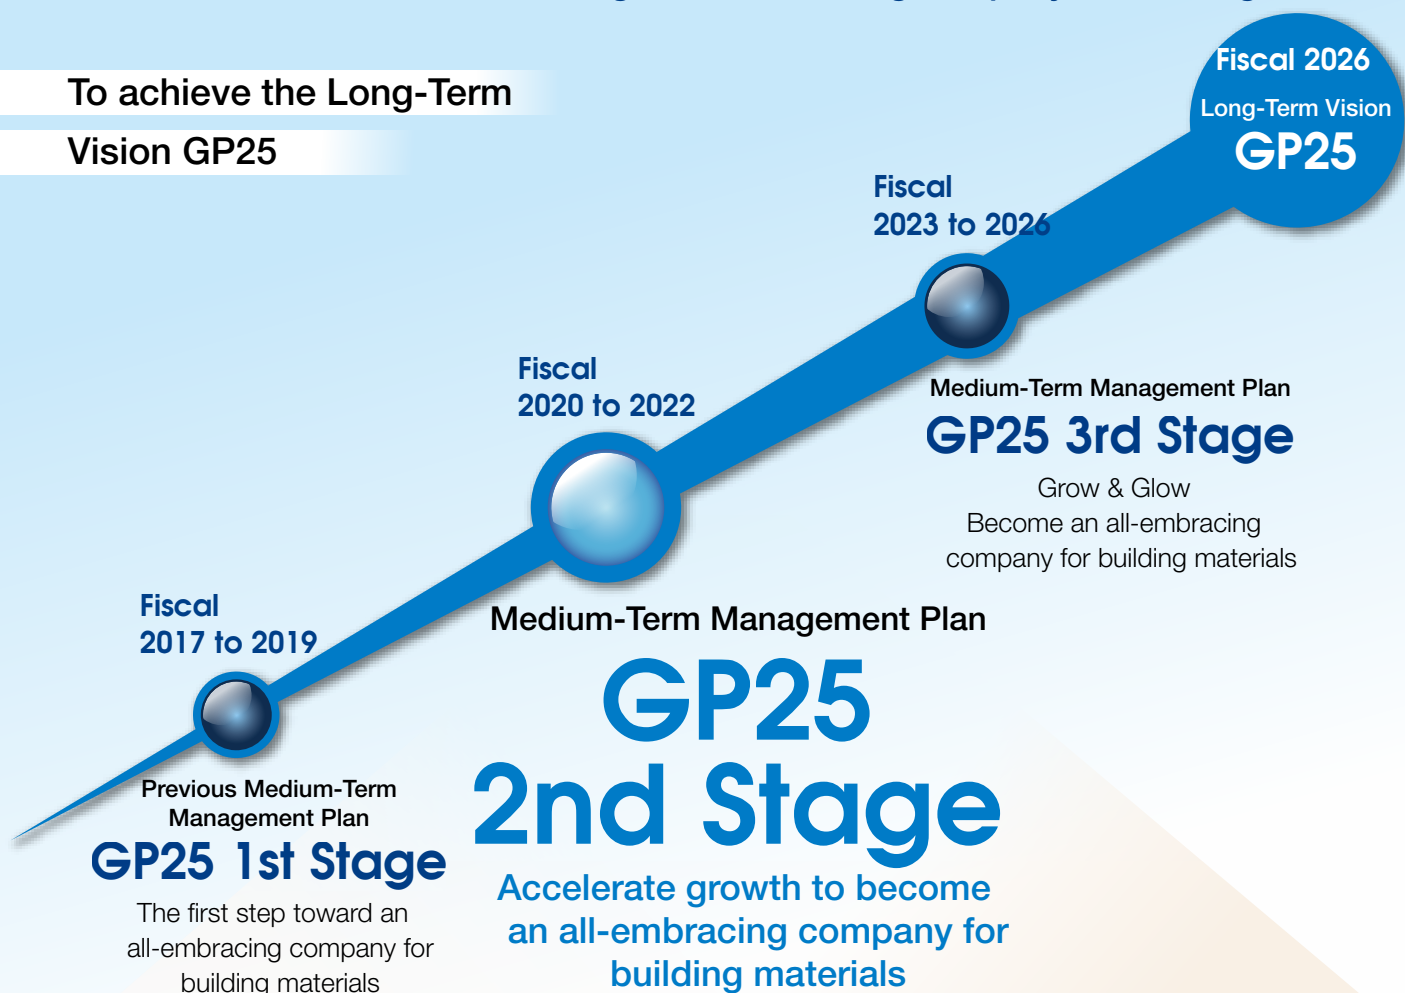 To achieve the Long-Term
Vision GP25
Fiscal 2026
Long-Term Vision
GP25
Fiscal
2023 to 2026
Medium-Term Management Plan
GP25 3rd Stage
Grow & Glow
Become an all-embracing
company for building materials
Fiscal
2020 to 2022
Medium-Term Management Plan
GP25
2nd Stage
Accelerate growth to become
an all-embracing company for
building materials
Fiscal
2017 to 2019
Previous Medium-Term
Management Plan
GP25 1st Stage
The first step toward an
all-embracing company for
building materials